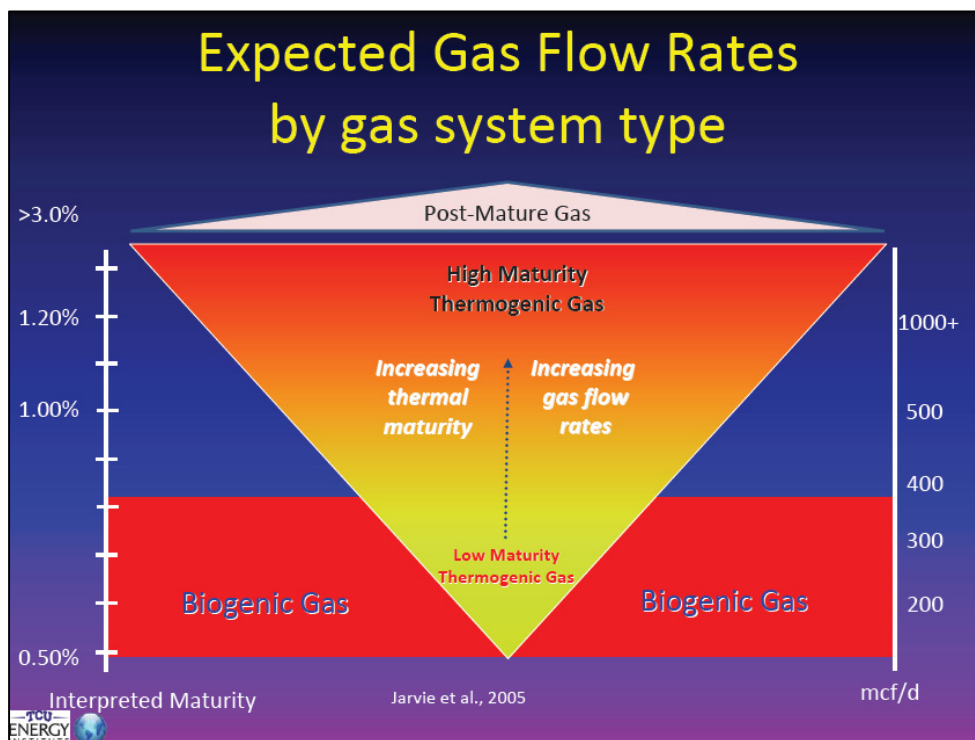 Expected Gas Flow Rates
by gas system type
>3.0%
Post-Mature Gas
High Maturity
Thermogenic Gas
1.20%
1000+
Increasing
thermal
maturity
Increasing
gas flow
rates
1.00%
500
400
Low Maturity
Thermogenic Gas
300
Biogenic Gas
Biogenic Gas
200
0.50%
Interpreted Maturity
Jarvie et al., 2005
mcf/d
TCU
ENERGY